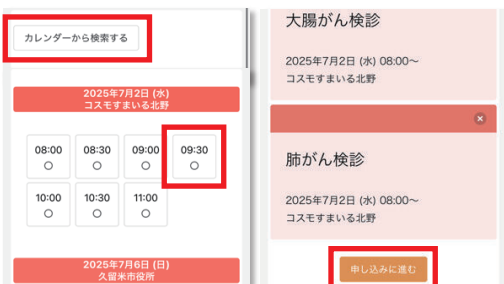 カレンダーから検索する
2025年7月2日 (水)
コスモすまいる北野
08:00 08:30 09:00 09:30
○ ○ ○ ○
10:00 10:30 11:00
○ ○ ○
2025年7月6日 (日)
久留米市役所
大腸がん検診
2025年7月2日 (水) 08:00～
コスモすまいる北野
肺がん検診
2025年7月2日 (水) 08:00～
コスモすまいる北野
申し込みに進む